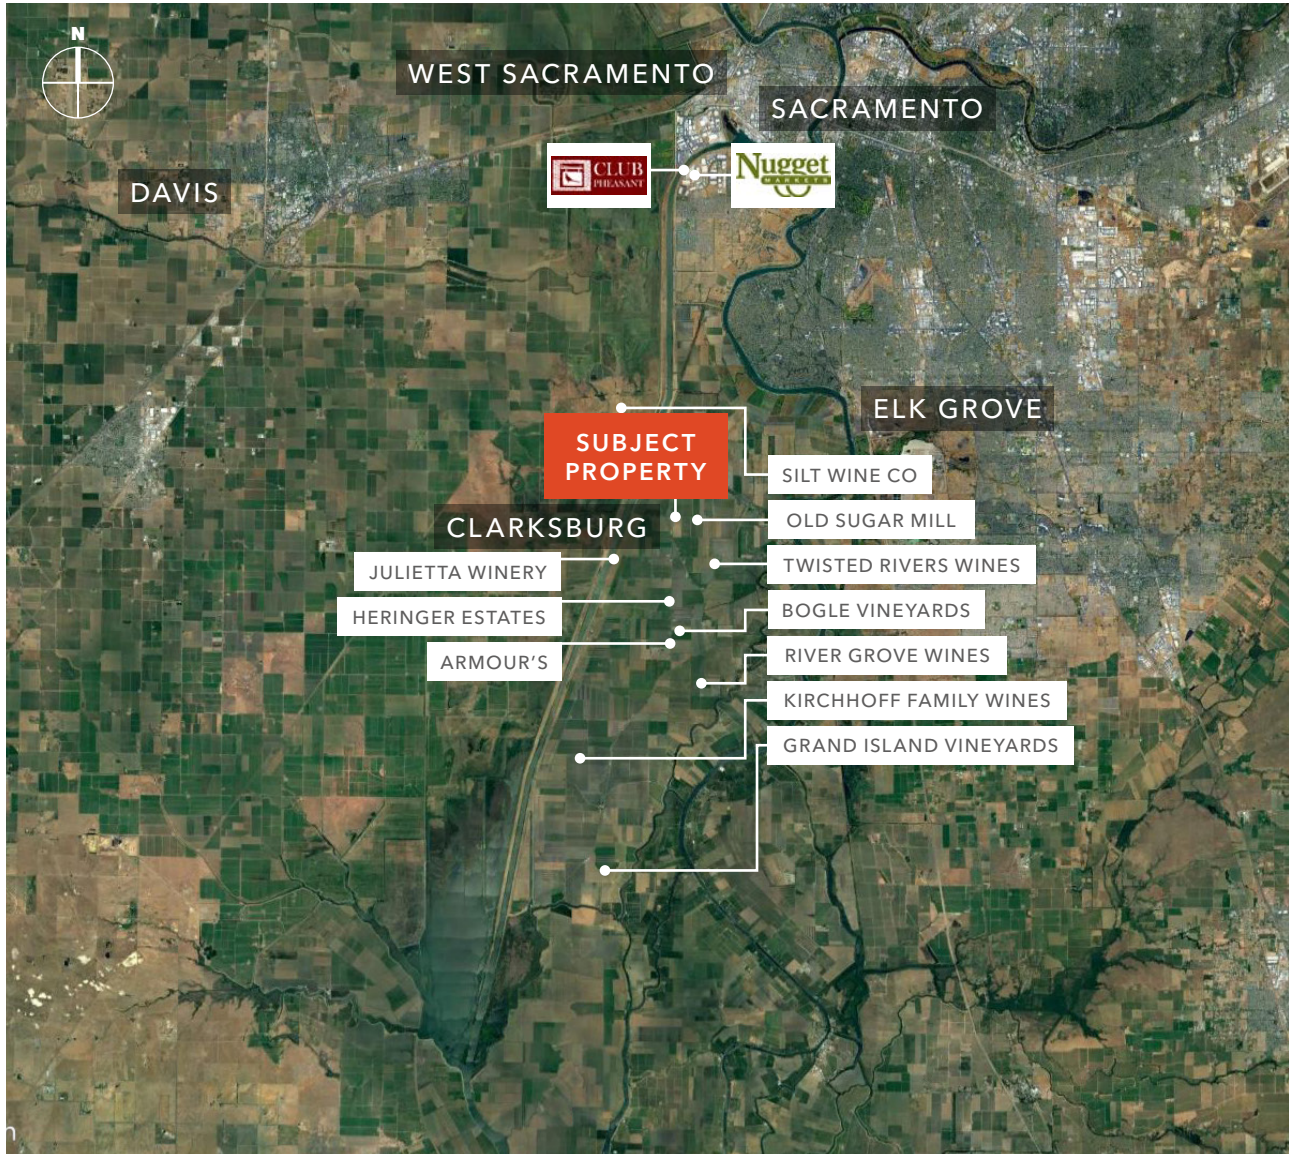 N
WEST SACRAMENTO
SACRAMENTO
CLUB
PHEASANT
Nugget
MARKETS
DAVIS
ELK GROVE
SUBJECT
PROPERTY
SILT WINE CO
CLARKSBURG
OLD SUGAR MILL
JULIETTA WINERY
TWISTED RIVERS WINES
HERINGER ESTATES
BOGLE VINEYARDS
ARMOUR'S
RIVER GROVE WINES
KIRCHHOFF FAMILY WINES
GRAND ISLAND VINEYARDS
n